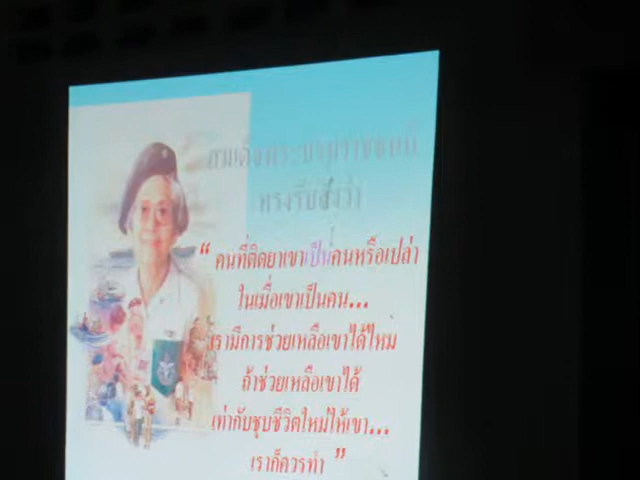 สมเด็จพระบรมราชชนนี
ทรงรับสั่งว่า
“ คนที่ติดยาเขาเป็นคนหรือเปล่า
ในเมื่อเขาเป็นคน...
เรามีการช่วยเหลือเขาได้ไหม
ถ้าช่วยเหลือเขาได้
เท่ากับชุบชีวิตใหม่ให้เขา...
เราก็ควรทำ ”